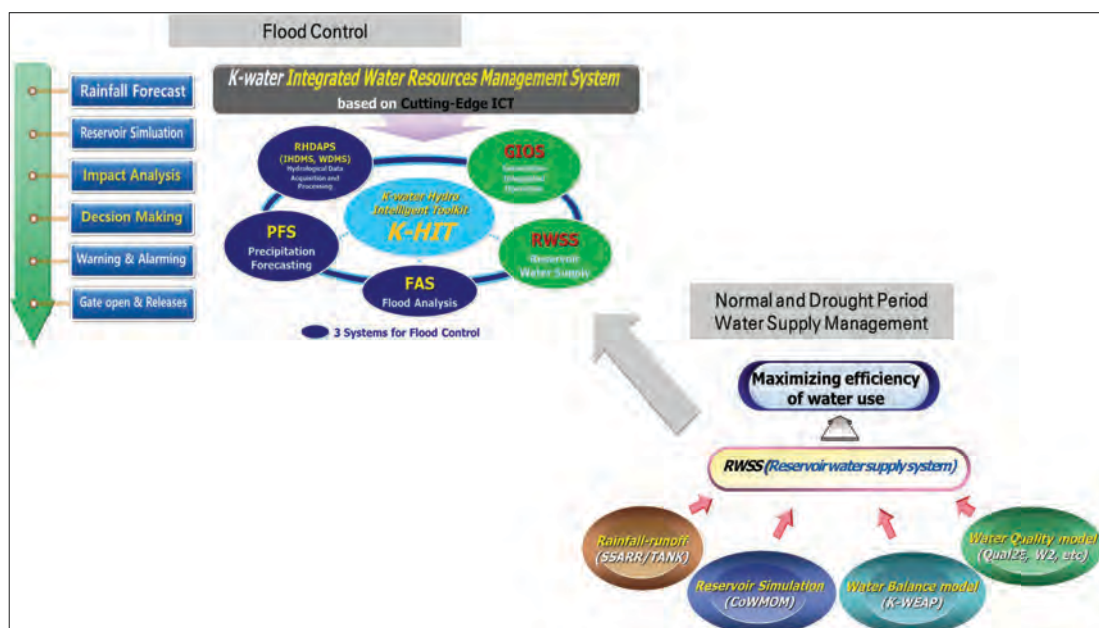 Flood Control
Rainfall Forecast
Reservoir Simluation
Impact Analysis
Decsion Making
Warning & Alarming
Gate open & Releases
K-water Integrated Water Resources Management System
based on Cutting-Edge ICT
RHDAPS
(IHDMS, WDMS)
Hydrological Data
Acquisition and
Processing
GIOS
K-water Hydro
Intelligent Toolkit
K-HIT
PFS
Precipitation
Forecasting
RWSS
Reservoir
Water Supply
FAS
Flood Analysis
3 Systems for Flood Control
Normal and Drought Period
Water Supply Management
Maximizing efficiency
of water use
RWSS (Reservoir water supply system)
Rainfall-runoff
(SSARR/TANK)
Reservoir Simulation
(CoWMOM)
Water Balance model
(K-WEAP)
Water Quality model
(Qual2E, W2, etc)